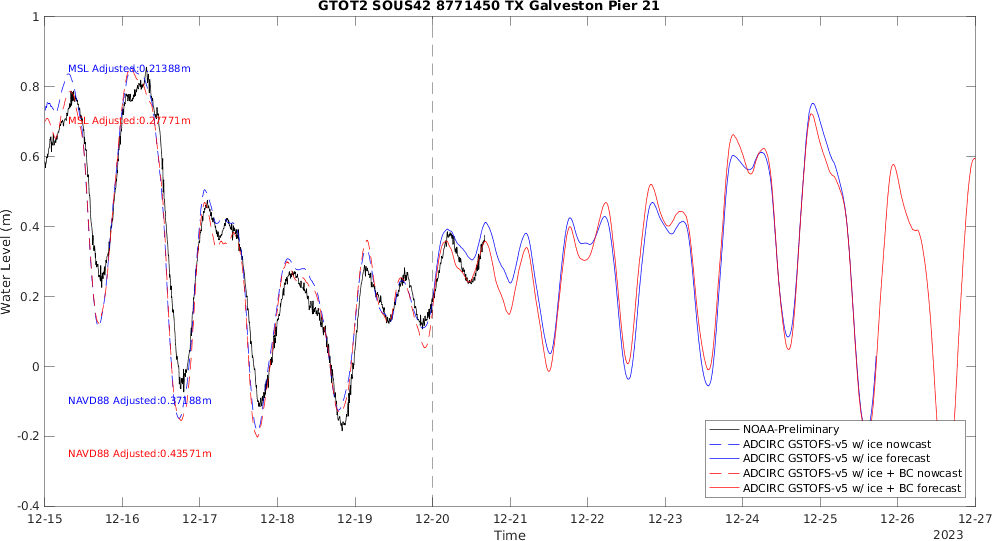 GTOT2 SOUS42 8771450 TX Galveston Pier 21
1
0.8
0.6
0.4
0.2
0
-0.2
-0.4
Water Level (m)
MSL Adjusted:0.21388m
MSL Adjusted:0.27771m
NAVD88 Adjusted:0.37188m
NAVD88 Adjusted:0.43571m
NOAA-Preliminary
ADCIRC GSTOFS-v5 w/ ice nowcast
ADCIRC GSTOFS-v5 w/ ice forecast
ADCIRC GSTOFS-v5 w/ ice + BC nowcast
ADCIRC GSTOFS-v5 w/ ice + BC forecast
12-15 12-16 12-17 12-18 12-19 12-20 12-21 12-22 12-23 12-24 12-25 12-26 12-27
Time
2023